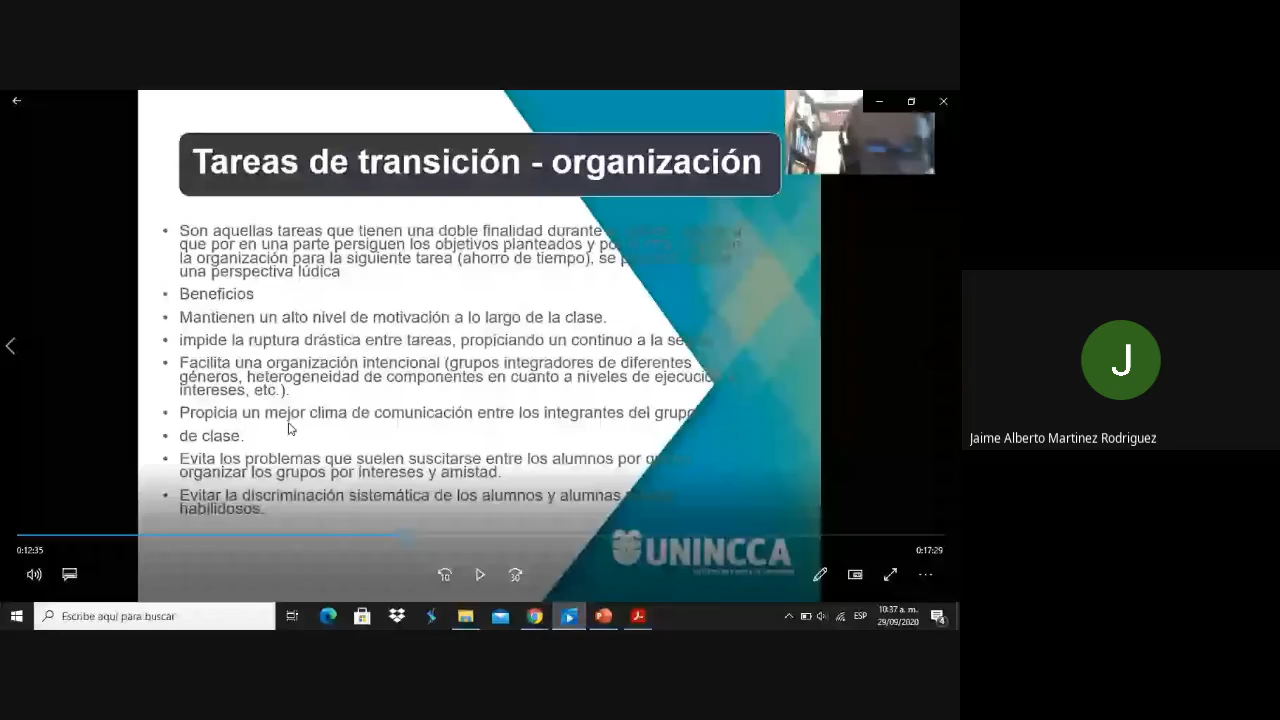 Tareas de transición - organización
• Son aquellas tareas que tienen una doble finalidad durante
que por en una parte persiguen los objetivos planteados y
la organización para la siguiente tarea (ahorro de tiempo), se
una perspectiva lúdica
• Beneficios
• Mantienen un alto nivel de motivación a lo largo de la clase.
• impide la ruptura drástica entre tareas, propiciando un continuo a la
• Facilita una organización intencional (grupos integradores de diferentes
géneros, heterogeneidad de componentes en cuanto a niveles de ejecución
intereses, etc.).
• Propicia un mejor clima de comunicación entre los integrantes del grupo
• de clase.
• Evita los problemas que suelen suscitarse entre los alumnos por
organizar los grupos por intereses y amistad.
• Evitar la discriminación sistemática de los alumnos y alumnas
habilidosos.
UNINCCA
0:12:35
0:17:29
10
30
Escribe aquí para buscar
ESP
10:37 a. m.
29/09/2020
4
J
Jaime Alberto Martinez Rodriguez